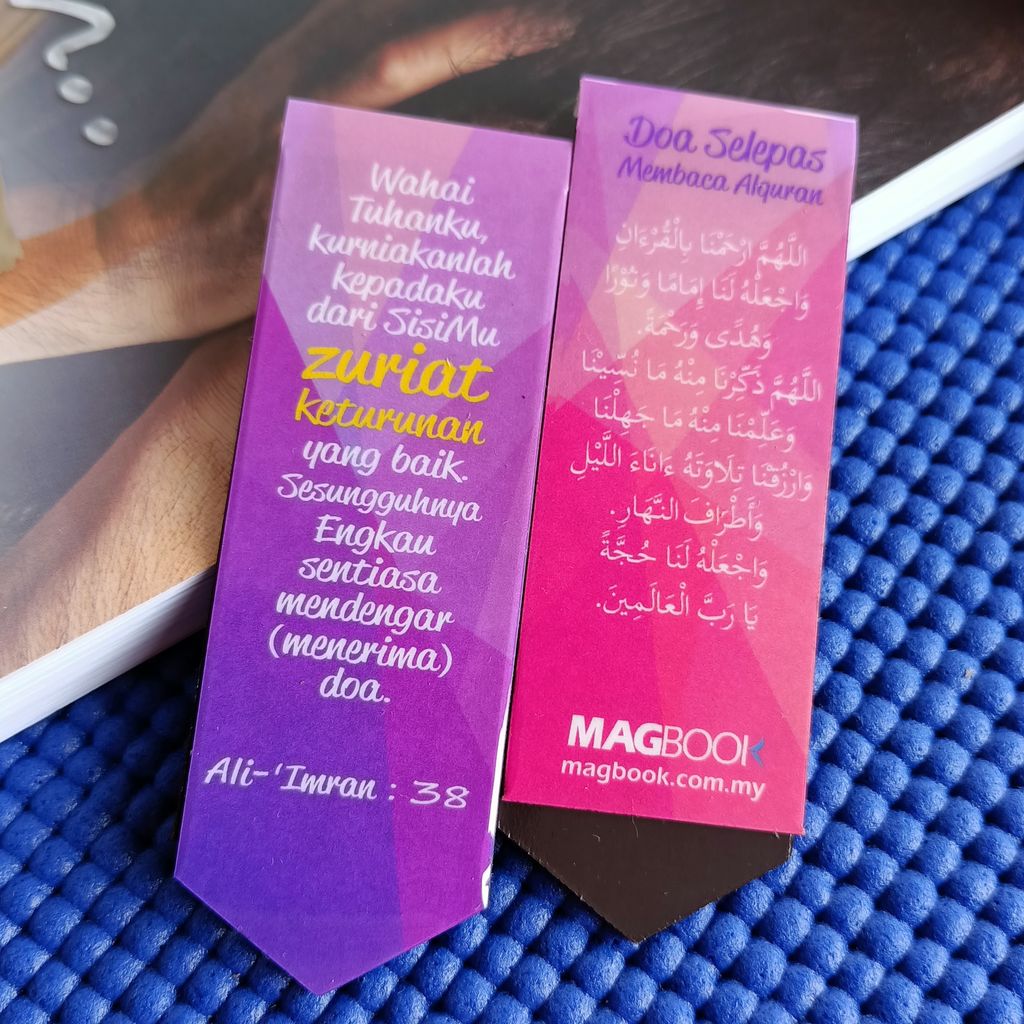 Wahai
Tuhanku,
kurniakanlah
kepadaku
dari SisiMu
zuriat
keturunan
yang baik.
Sesungguhnya
Engkau
sentiasa
mendengar
(menerima)
doa.
Ali-'Imran : 38
Doa Selepas
Membaca Alquran
اللَّهُمَّ ارْحَمْنَا بِالْقُرْءَانِ
وَاجْعَلْهُ لَنَا إِمَامًا وَنُوْرًا
وَهُدًى وَرَحْمَةً.
اللَّهُمَّ ذَكِّرْنَا مِنْهُ مَا نُسِّيْنَا
وَعَلِّمْنَا مِنْهُ مَا جَهِلْنَا
وَارْزُقْنَا تِلَاوَتَهُ ءَانَاءَ اللَّيْلِ
وَأَطْرَافَ النَّهَارِ.
وَاجْعَلْهُ لَنَا حُجَّةً
يَا رَبَّ الْعَالَمِينَ.
MAGBOOK
magbook.com.my